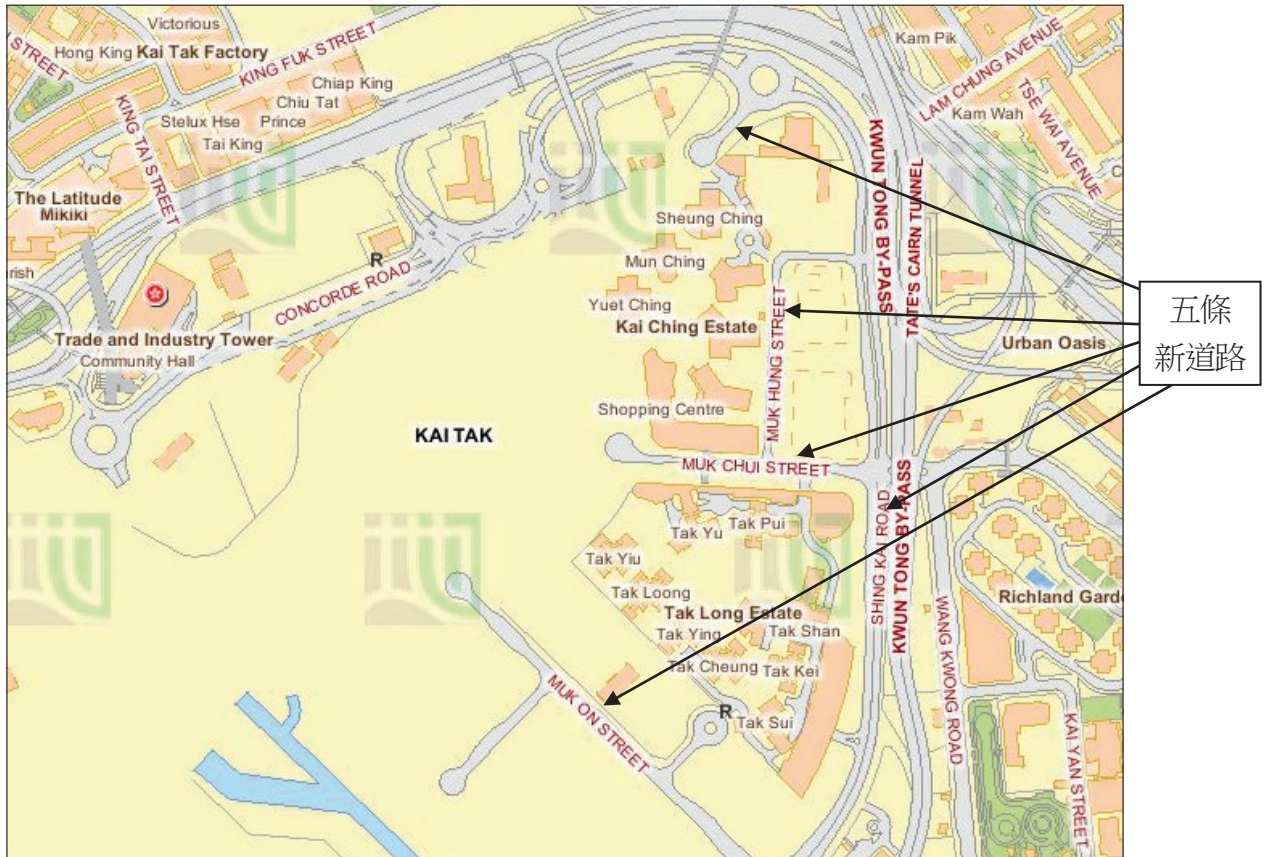 Victorious
Hong King
Kai Tak Factory
KING FUK STREET
STREET
Chiap King
Chiu Tat
Stelux Hse
Prince
Tai King
KING TAI STREET
The Latitude
Mikiki
R
CONCORDE ROAD
Trade and Industry Tower
Community Hall
Kam Pik
LAM CHUNG AVENUE
Kam Wah
TSE WAI AVENUE
KWUN TONG BY-PASS
TATE'S CAIRN TUNNEL
Sheung Ching
Mun Ching
Yuet Ching
Kai Ching Estate
MUK HUNG STREET
Urban Oasis
五條
新道路
Shopping Centre
KAI TAK
MUK CHUI STREET
Tak Pui
Tak Yu
Tak Yiu
Tak Loong
Tak Long Estate
Tak Ying
Tak Shan
Tak Cheung
Tak Kei
R
Tak Sui
MUK ON STREET
SHING KAI ROAD
KWUN TONG BY-PASS
WANG KWONG ROAD
Richland Garde
KAI YAN STREET